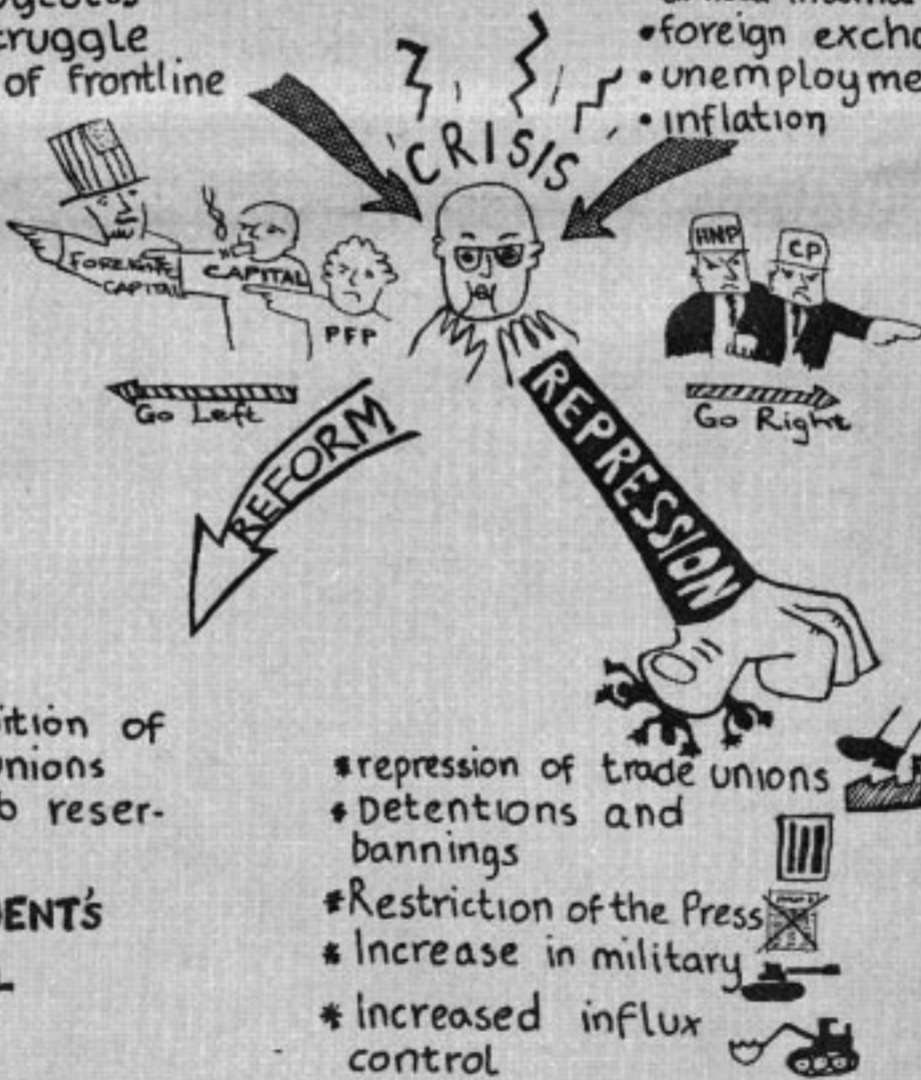 truggle
of frontline
foreign excha
• unemployme
• inflation
CRISIS
FOREIGN
CAPITAL
CAPITAL
PFP
HNP
CP
Go Left
Go Right
REFORM
REPRESSION
ition of
nions
b reser-
DENT'S
* repression of trade unions
* Detentions and
bannings
* Restriction of the Press
* Increase in military
* Increased influx
control